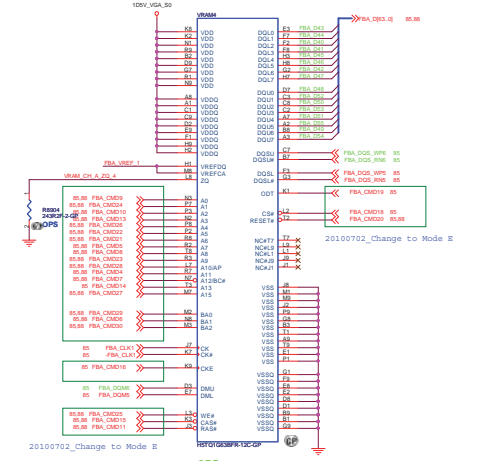 1D5V_VGA_S0
VRAM4
FBA_D[63..0] 85,88
K8 VDD
K2 VDD
N1 VDD
R9 VDD
B2 VDD
D9 VDD
G7 VDD
R1 VDD
N9 VDD
A8 VDDQ
A1 VDDQ
C1 VDDQ
C9 VDDQ
D2 VDDQ
E9 VDDQ
F1 VDDQ
H9 VDDQ
H2 VDDQ
FBA_VREF_1 H1 VREFDQ
M8 VREFCA
VRAM_CH_A_ZQ_4 L8 ZQ
R8904
243R2F-2-GP
OPS
85,88 FBA_CMD9 N3 A0
85,88 FBA_CMD24 P7 A1
85,88 FBA_CMD10 P3 A2
85,88 FBA_CMD13 N2 A3
85,88 FBA_CMD26 P8 A4
85,88 FBA_CMD22 P2 A5
85,88 FBA_CMD21 R8 A6
85,88 FBA_CMD5 R2 A7
85,88 FBA_CMD8 T8 A8
85,88 FBA_CMD23 R3 A9
85,88 FBA_CMD28 L7 A10/AP
85,88 FBA_CMD4 R7 A11
85,88 FBA_CMD7 N7 A12/BC#
85,88 FBA_CMD14 T3 A13
85,88 FBA_CMD27 M7 A15
85,88 FBA_CMD29 M2 BA0
85,88 FBA_CMD6 N8 BA1
85,88 FBA_CMD30 M3 BA2
85 FBA_CLK1 J7 CK
85 -FBA_CLK1 K7 CK#
85 FBA_CMD16 K9 CKE
85 FBA_DQM6 D3 DMU
85 FBA_DQM5 E7 DML
85,88 FBA_CMD25 L3 WE#
85,88 FBA_CMD15 K3 CAS#
85,88 FBA_CMD11 J3 RAS#
20100702_Change to Mode E
DQL0 E3 FBA_D43
DQL1 F7 FBA_D44
DQL2 F2 FBA_D40
DQL3 F8
DQL4 H3
DQL5 H8
DQL6 G2 FBA_D42
DQL7 H7 FBA_D47
DQU0 D7 FBA_D48
DQU1 C3
DQU2 C8 FBA_D50
DQU3 C2
DQU4 A7
DQU5 A2
DQU6 B8
DQU7 A3 FBA_D54
DQSU C7 FBA_DQS_WP6 85
DQSU# B7 FBA_DQS_RN6 85
DQSL F3 FBA_DQS_WP5 85
DQSL# G3 FBA_DQS_RN5 85
ODT K1 FBA_CMD19 85
CS# L2 FBA_CMD18 85
RESET# T2 FBA_CMD20 85,88
20100702_Change to Mode E
NC#T7 T7
NC#L9 L9
NC#L1 L1
NC#J9 J9
NC#J1 J1
VSS J8
VSS M1
VSS M9
VSS J2
VSS P9
VSS G8
VSS B3
VSS T1
VSS A9
VSS T9
VSS E1
VSS P1
VSSQ G1
VSSQ F9
VSSQ E8
VSSQ E2
VSSQ D8
VSSQ D1
VSSQ B9
VSSQ B1
VSSQ G9
H5TQ1G63BFR-12C-GP